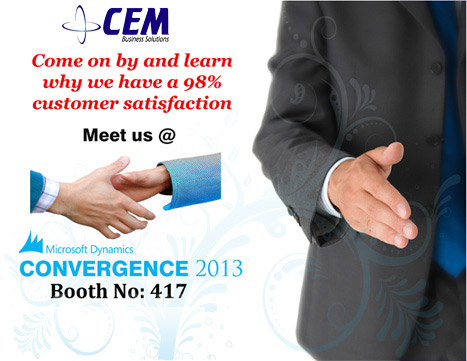 CEM
Business Solutions
Come on by and learn
why we have a 98%
customer satisfaction
Meet us @
Microsoft Dynamics
CONVERGENCE 2013
Booth No: 417